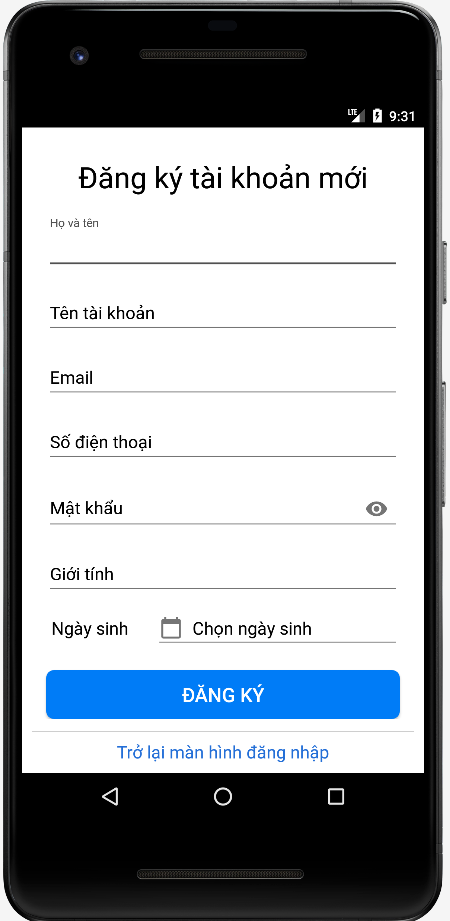 LTE 9:31
Đăng ký tài khoản mới
Họ và tên
Tên tài khoản
Email
Số điện thoại
Mật khẩu
Giới tính
Ngày sinh Chọn ngày sinh
ĐĂNG KÝ
Trở lại màn hình đăng nhập